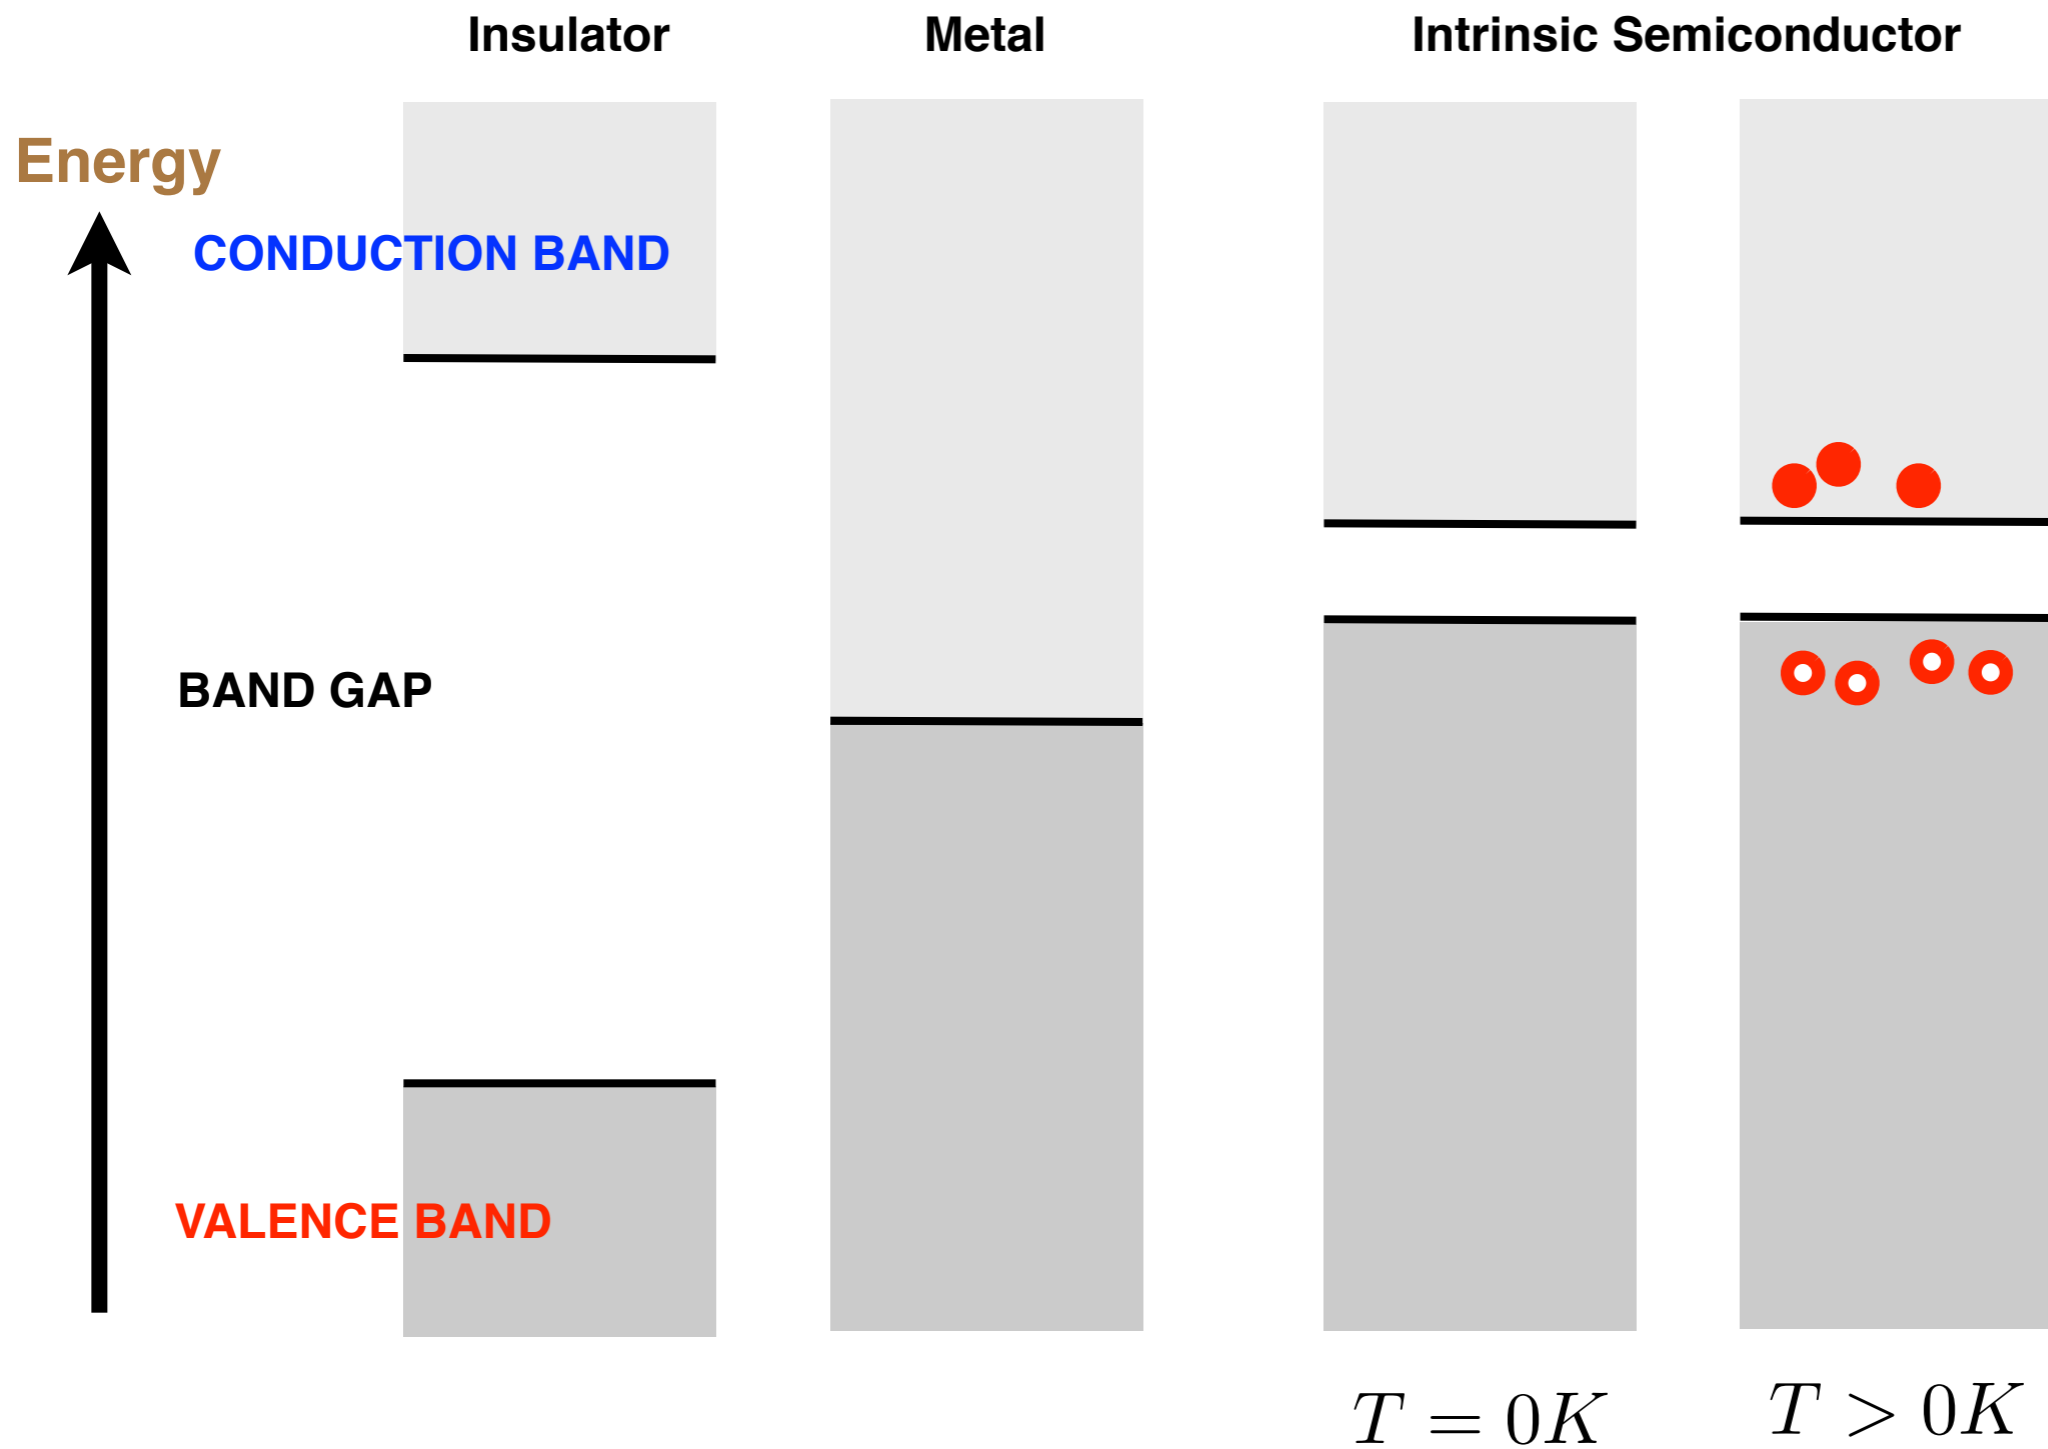 Insulator
Metal
Intrinsic Semiconductor
Energy
CONDUCTION BAND
BAND GAP
VALENCE BAND
T = 0K
T > 0K